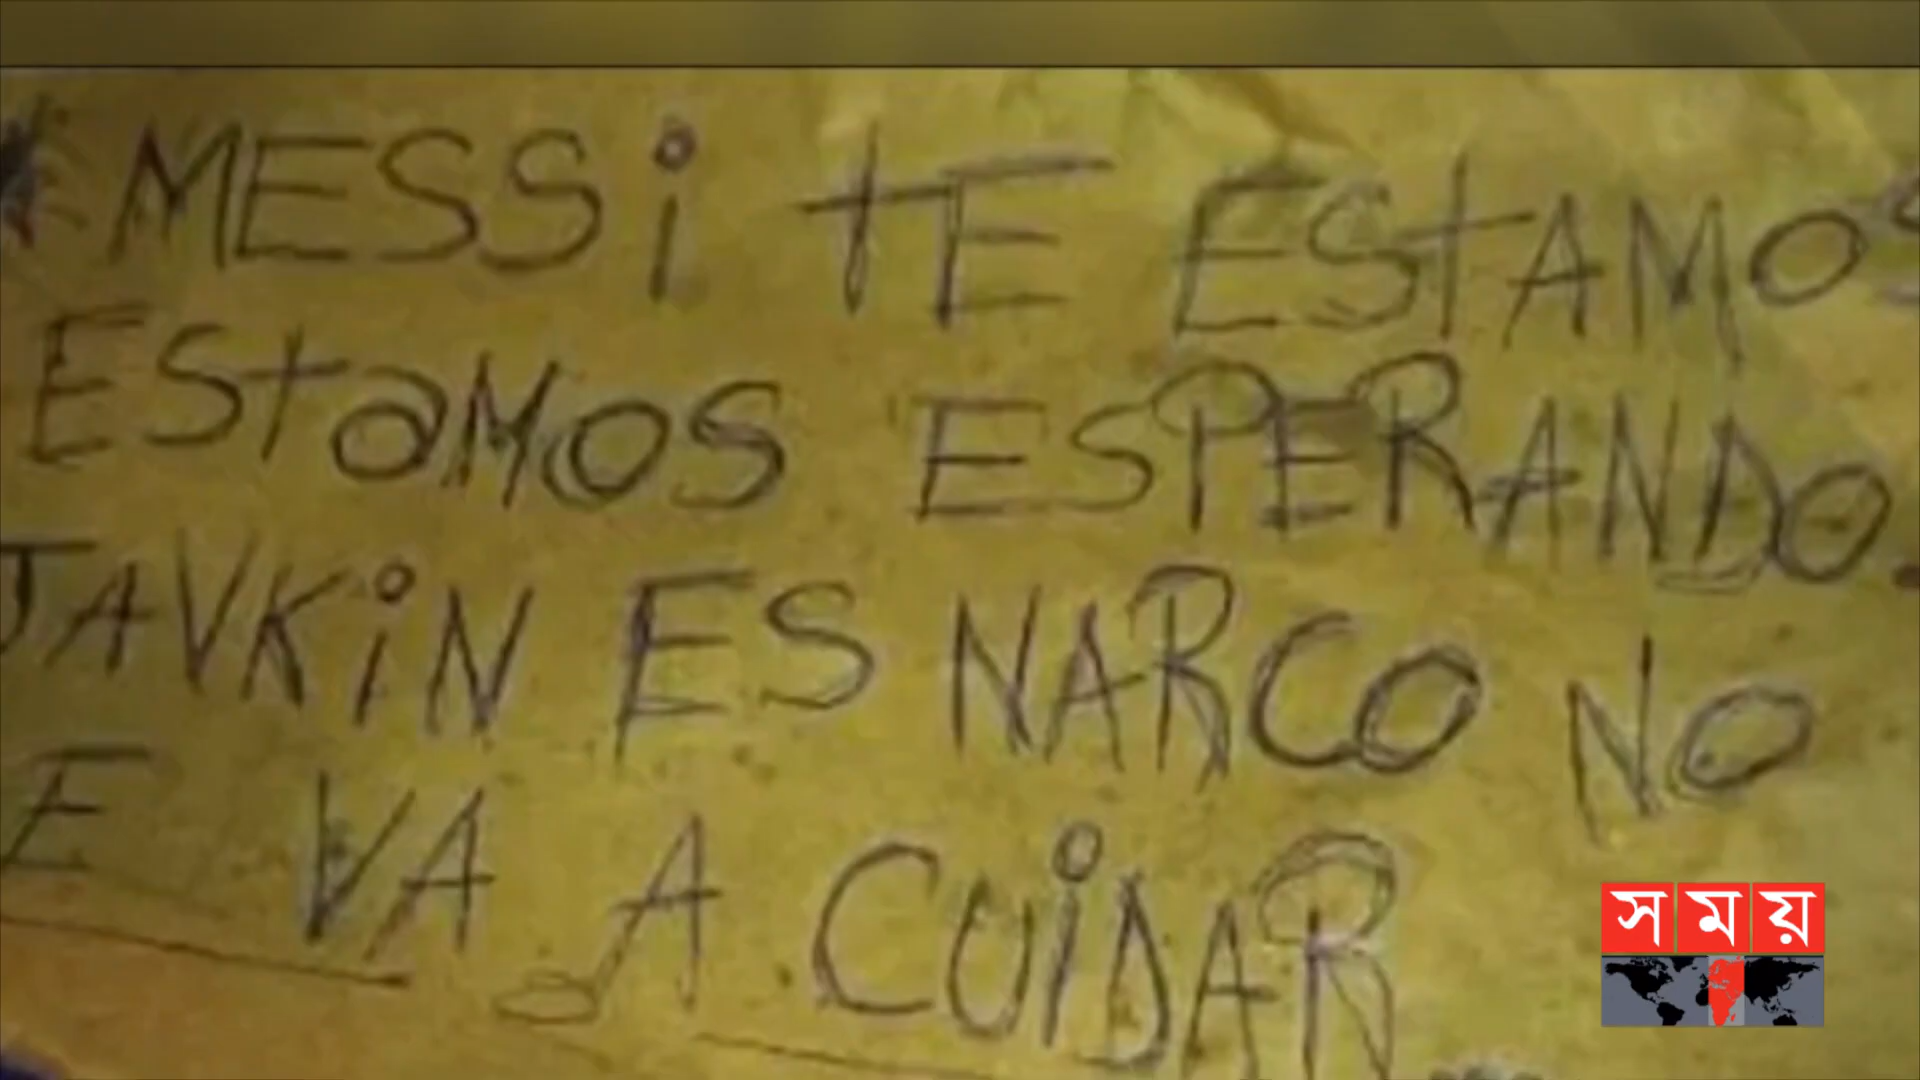 MESSi tE EStAMOS
EStaMOS ESPERANDO.
JAVKiN ES NARCO NO
E VA A CUiDAR
সময়